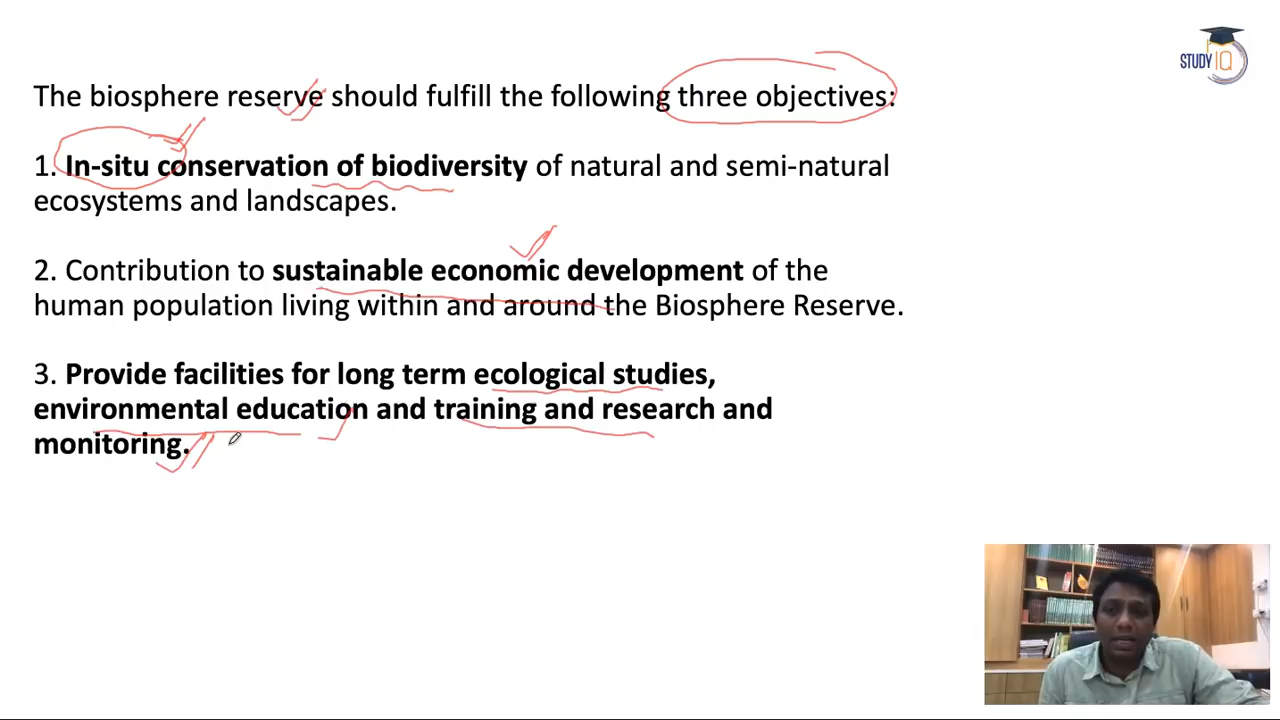 STUDY IQ
The biosphere reserve should fulfill the following three objectives:
1. In-situ conservation of biodiversity of natural and semi-natural
ecosystems and landscapes.
2. Contribution to sustainable economic development of the
human population living within and around the Biosphere Reserve.
3. Provide facilities for long term ecological studies,
environmental education and training and research and
monitoring.